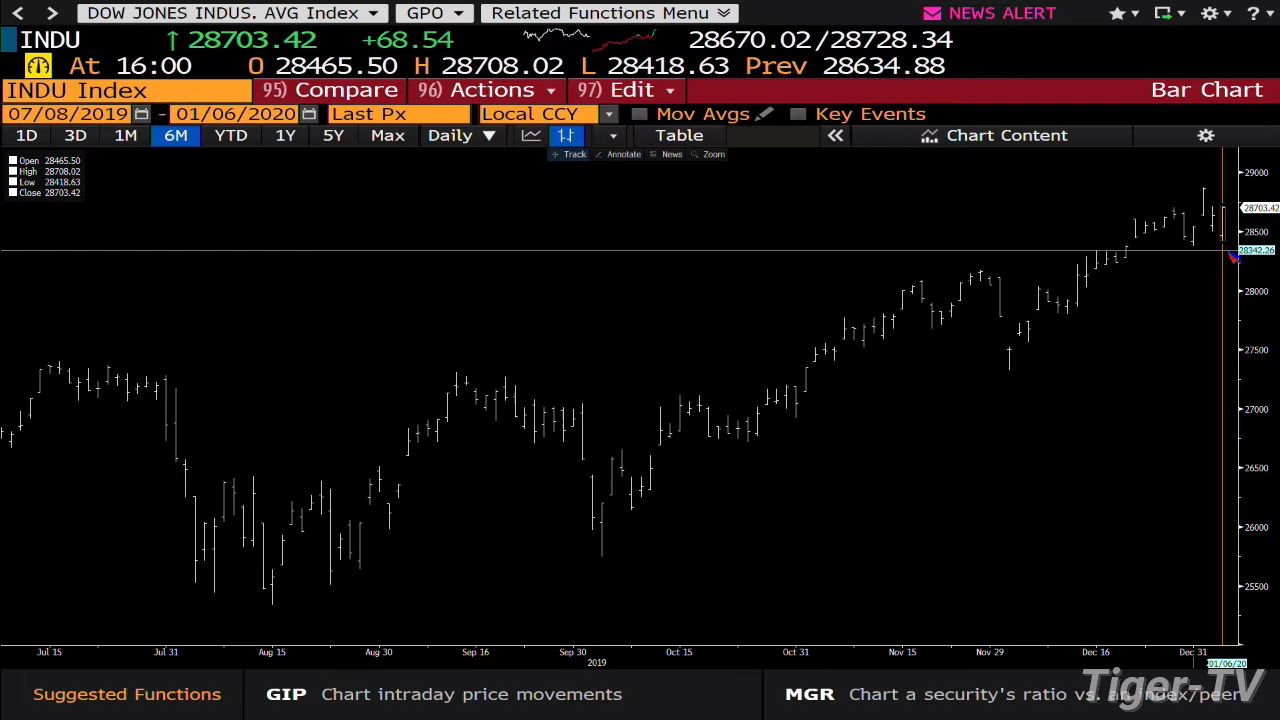 DOW JONES INDUS. AVG Index GPO Related Functions Menu NEWS ALERT ?
INDU ↑ 28703.42 +68.54 28670.02/28728.34
At 16:00 O 28465.50 H 28708.02 L 28418.63 Prev 28634.88
INDU Index 95) Compare 96) Actions 97) Edit Bar Chart
07/08/2019 - 01/06/2020 Last Px Local CCY Mov Avgs Key Events
1D 3D 1M 6M YTD 1Y 5Y Max Daily ▼ Table « Chart Content
Track Annotate News Zoom
Open 28465.50
High 28708.02
Low 28418.63
Close 28703.42
29000
28703.42
28500
28342.26
28000
27500
27000
26500
26000
25500
Jul 15 Jul 31 Aug 15 Aug 30 Sep 16 Sep 30 Oct 15 Oct 31 Nov 15 Nov 29 Dec 16 Dec 31
2019 01/06/20
Suggested Functions GIP Chart intraday price movements MGR Chart a security's ratio vs. an index/peer
Tiger-TV